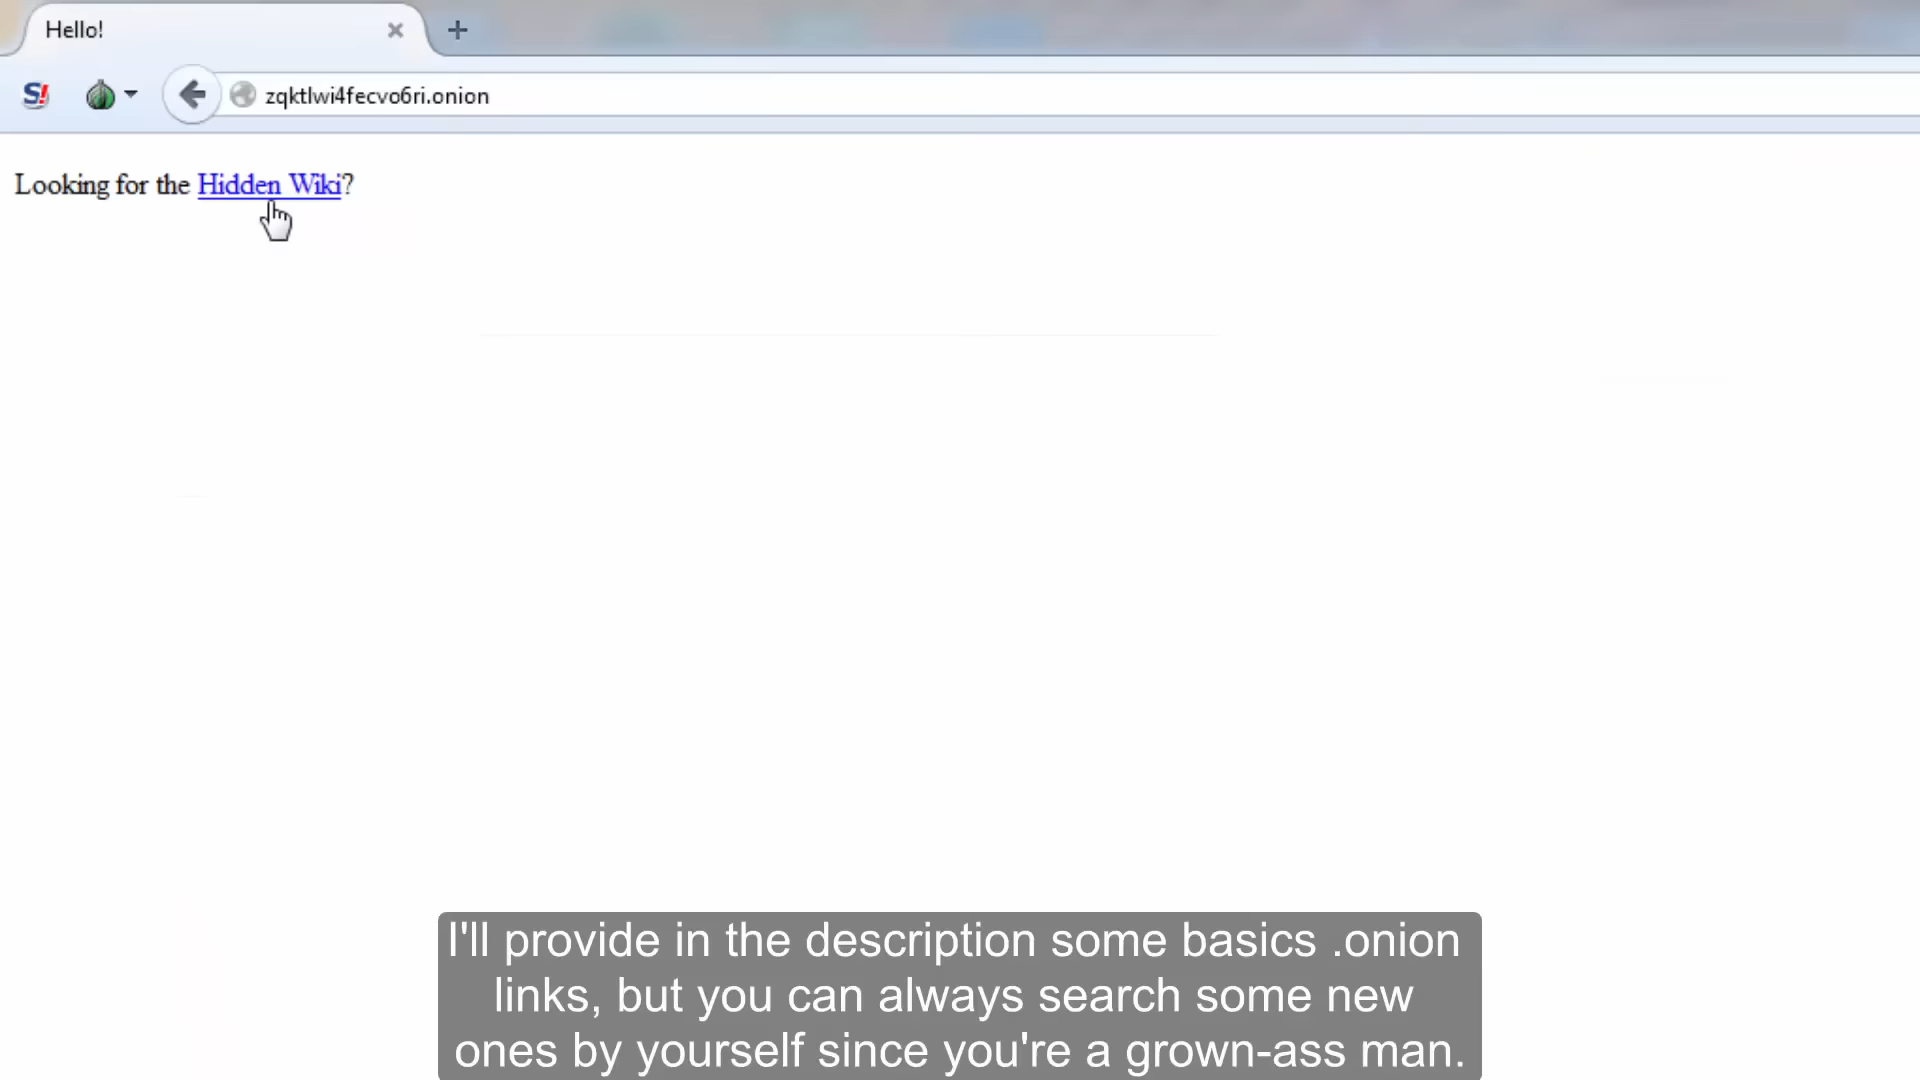 Hello!
S!
zqktlwi4fecvo6ri.onion
Looking for the Hidden Wiki?
I'll provide in the description some basics .onion
links, but you can always search some new
ones by yourself since you're a grown-ass man.